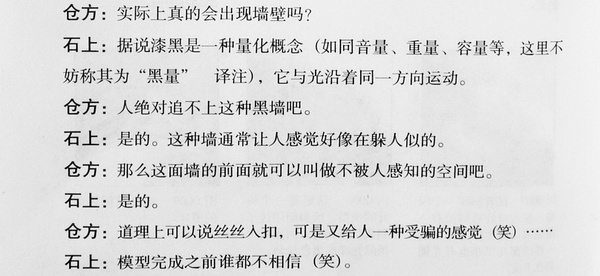 仓方：实际上真的会出现墙壁吗？
石上：据说漆黑是一种量化概念（如同音量、重量、容量等，这里不
妨称其为“黑量” 译注），它与光沿着同一方向运动。
仓方：人绝对追不上这种黑墙吧。
石上：是的。这种墙通常让人感觉好像在躲人似的。
仓方：那么这面墙的前面就可以叫做不被人感知的空间吧。
石上：是的。
仓方：道理上可以说丝丝入扣，可是又给人一种受骗的感觉（笑）……
石上：模型完成之前谁都不相信（笑）。